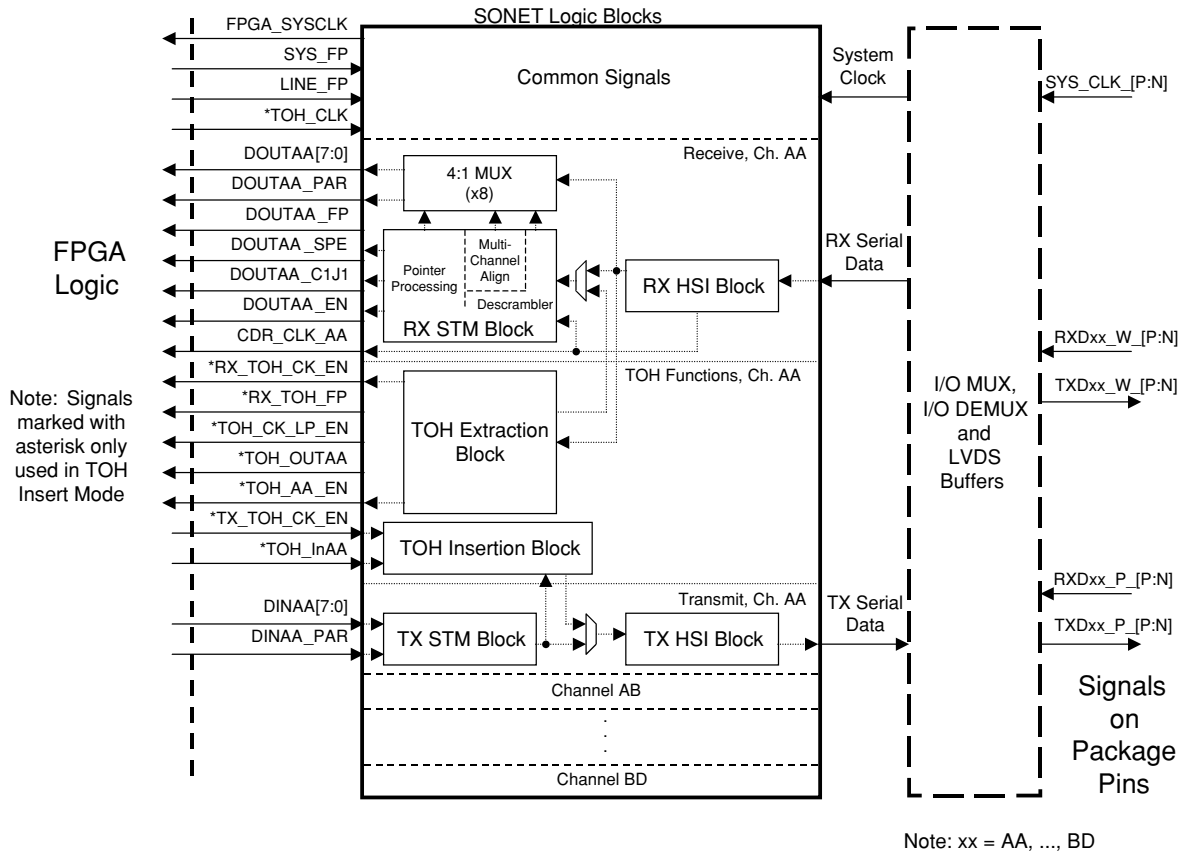 SONET Logic Blocks
FPGA_SYSCLK
SYS_FP
LINE_FP
*TOH_CLK
Common Signals
System
Clock
SYS_CLK_[P:N]
Receive, Ch. AA
DOUTAA[7:0]
DOUTAA_PAR
DOUTAA_FP
DOUTAA_SPE
DOUTAA_C1J1
DOUTAA_EN
CDR_CLK_AA
4:1 MUX
(x8)
Pointer
Processing
Multi-
Channel
Align
Descrambler
RX STM Block
RX HSI Block
RX Serial
Data
FPGA
Logic
RXDxx_W_[P:N]
TXDxx_W_[P:N]
TOH Functions, Ch. AA
*RX_TOH_CK_EN
*RX_TOH_FP
*TOH_CK_LP_EN
*TOH_OUTAA
*TOH_AA_EN
*TX_TOH_CK_EN
*TOH_InAA
Note: Signals
marked with
asterisk only
used in TOH
Insert Mode
TOH Extraction
Block
TOH Insertion Block
I/O MUX,
I/O DEMUX
and
LVDS
Buffers
Transmit, Ch. AA
DINAA[7:0]
DINAA_PAR
TX STM Block
TX HSI Block
TX Serial
Data
RXDxx_P_[P:N]
TXDxx_P_[P:N]
Channel AB
.
.
.
Channel BD
Signals
on
Package
Pins
Note: xx = AA, ..., BD